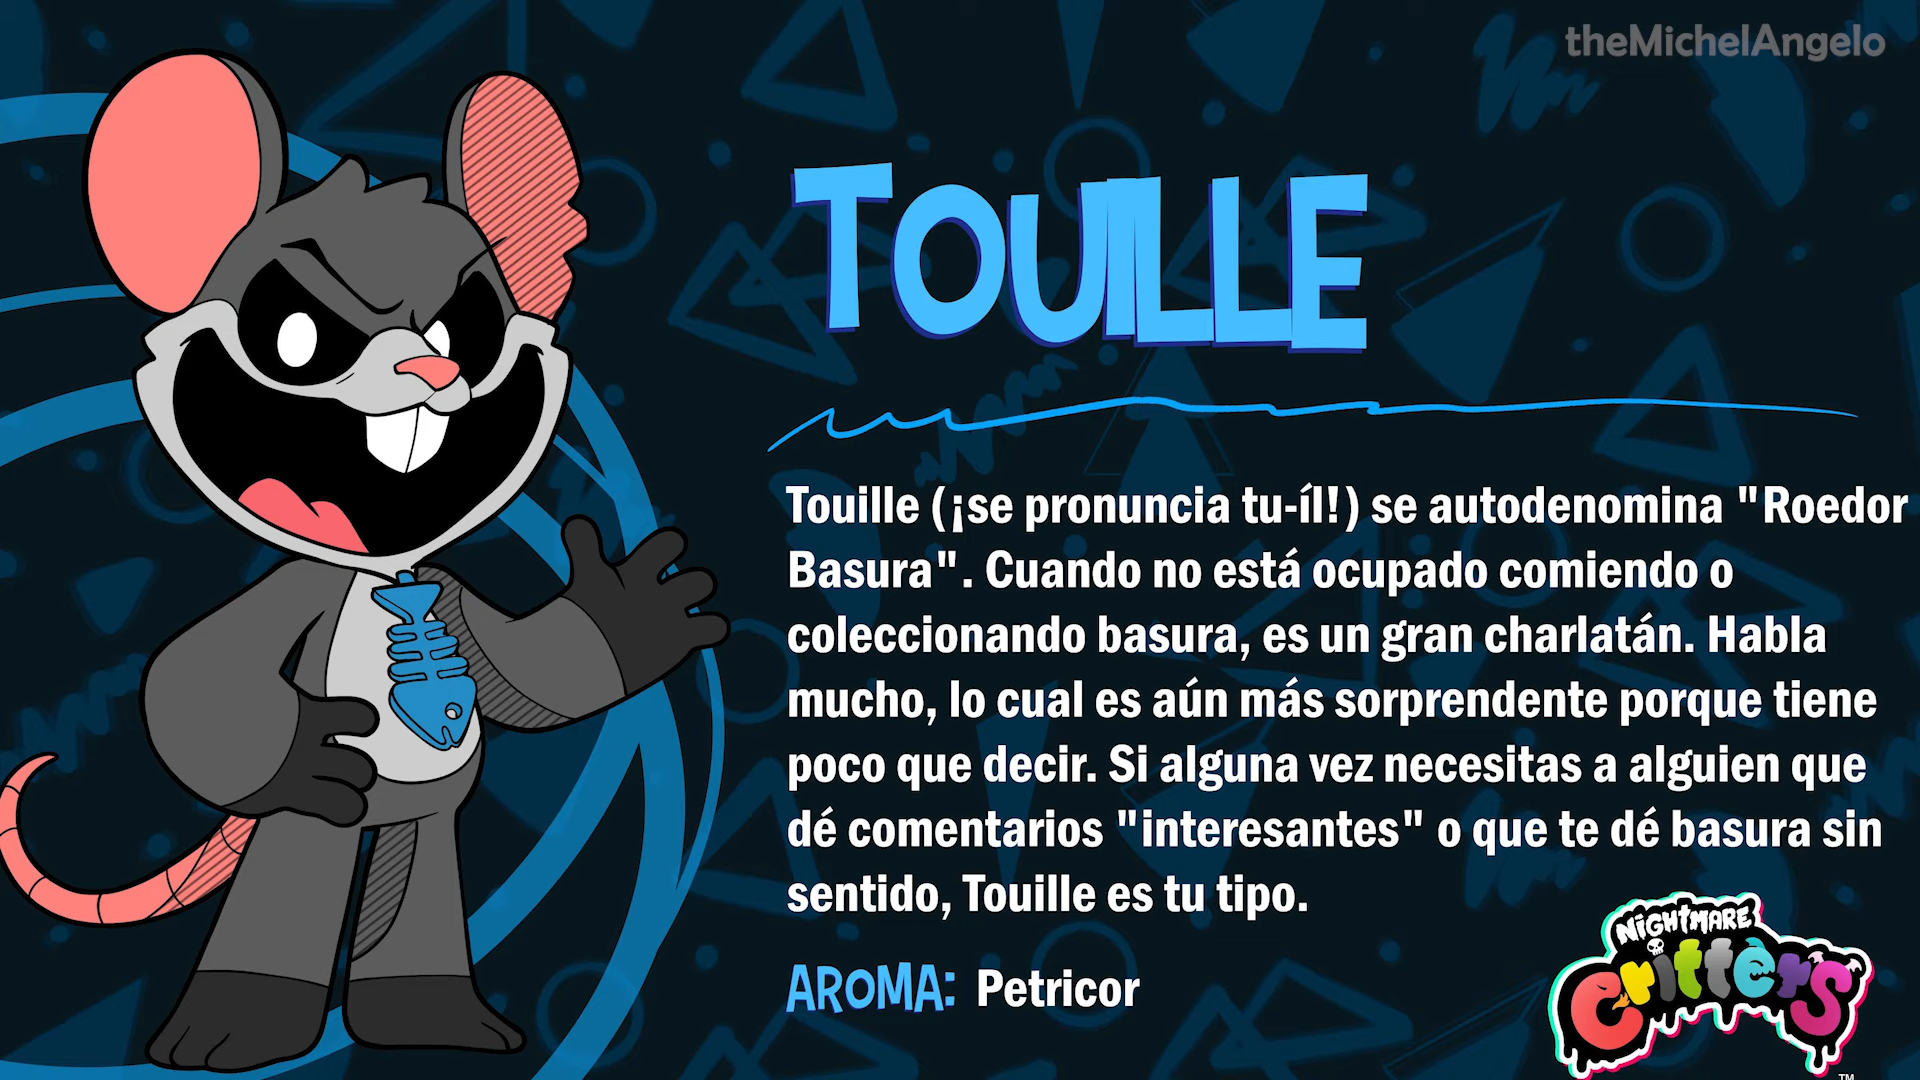 theMichelAngelo
TOUILLE
Touille (¡se pronuncia tu-íl!) se autodenomina "Roedor
Basura". Cuando no está ocupado comiendo o
coleccionando basura, es un gran charlatán. Habla
mucho, lo cual es aún más sorprendente porque tiene
poco que decir. Si alguna vez necesitas a alguien que
dé comentarios "interesantes" o que te dé basura sin
sentido, Touille es tu tipo.
AROMA: Petricor
NIGHTMARE
Critters
TM